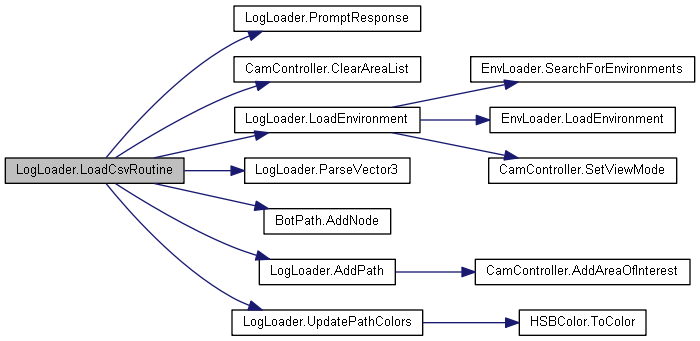 LogLoader.PromptResponse
CamController.ClearAreaList
EnvLoader.SearchForEnvironments
LogLoader.LoadEnvironment
EnvLoader.LoadEnvironment
LogLoader.LoadCsvRoutine
LogLoader.ParseVector3
CamController.SetViewMode
BotPath.AddNode
LogLoader.AddPath
CamController.AddAreaOfInterest
LogLoader.UpdatePathColors
HSBColor.ToColor